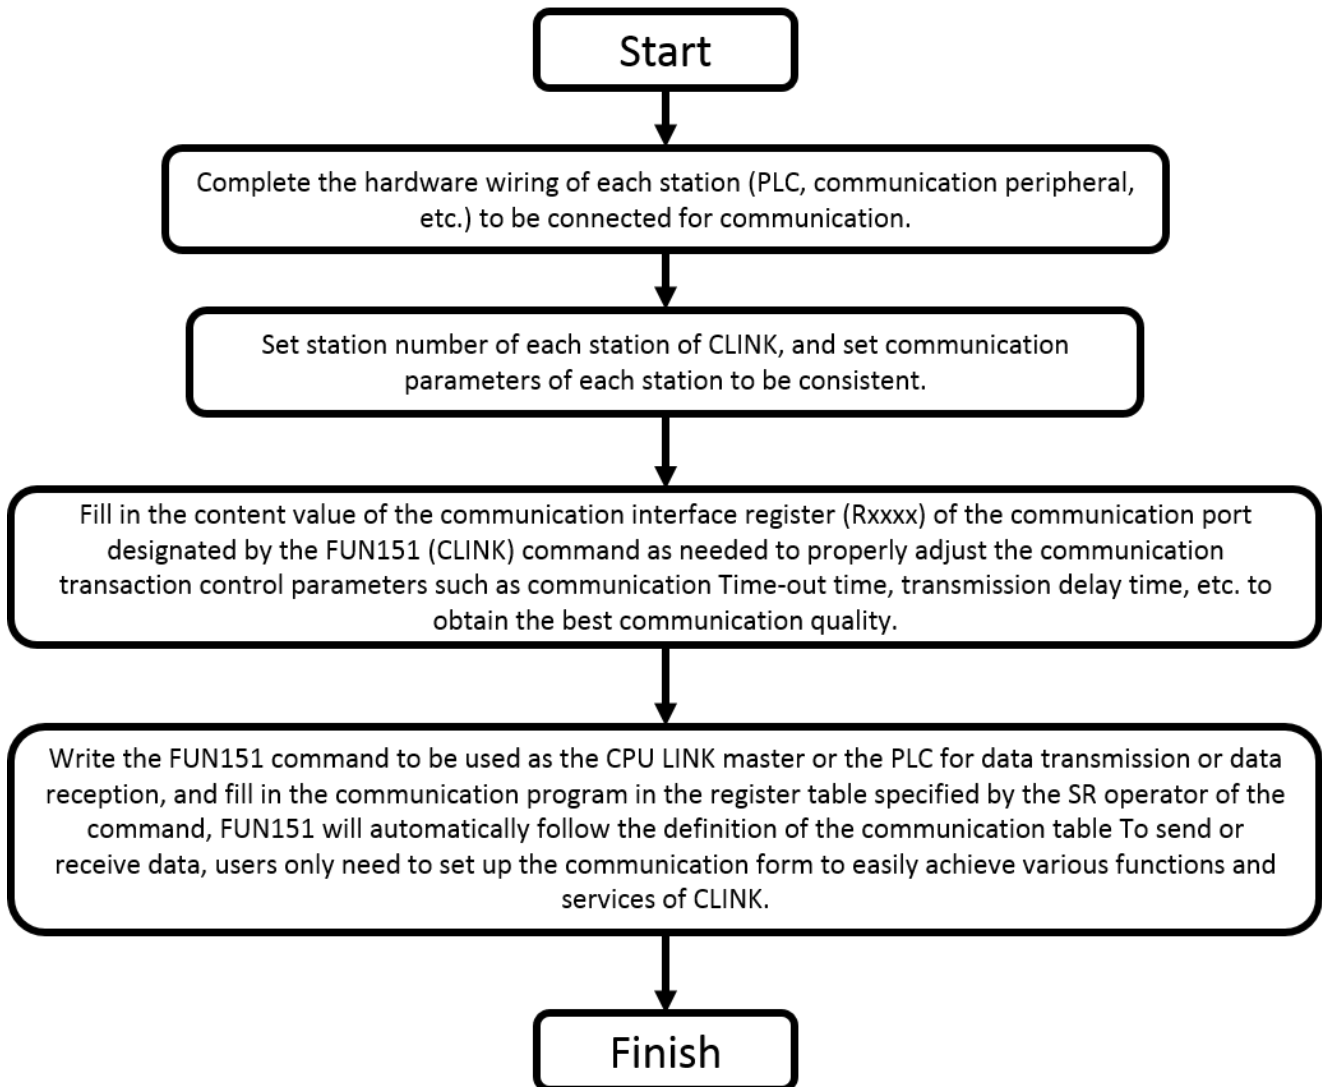 Start
Complete the hardware wiring of each station (PLC, communication peripheral,
etc.) to be connected for communication.
Set station number of each station of CLINK, and set communication
parameters of each station to be consistent.
Fill in the content value of the communication interface register (Rxxxx) of the communication port
designated by the FUN151 (CLINK) command as needed to properly adjust the communication
transaction control parameters such as communication Time-out time, transmission delay time, etc. to
obtain the best communication quality.
Write the FUN151 command to be used as the CPU LINK master or the PLC for data transmission or data
reception, and fill in the communication program in the register table specified by the SR operator of the
command, FUN151 will automatically follow the definition of the communication table To send or
receive data, users only need to set up the communication form to easily achieve various functions and
services of CLINK.
Finish